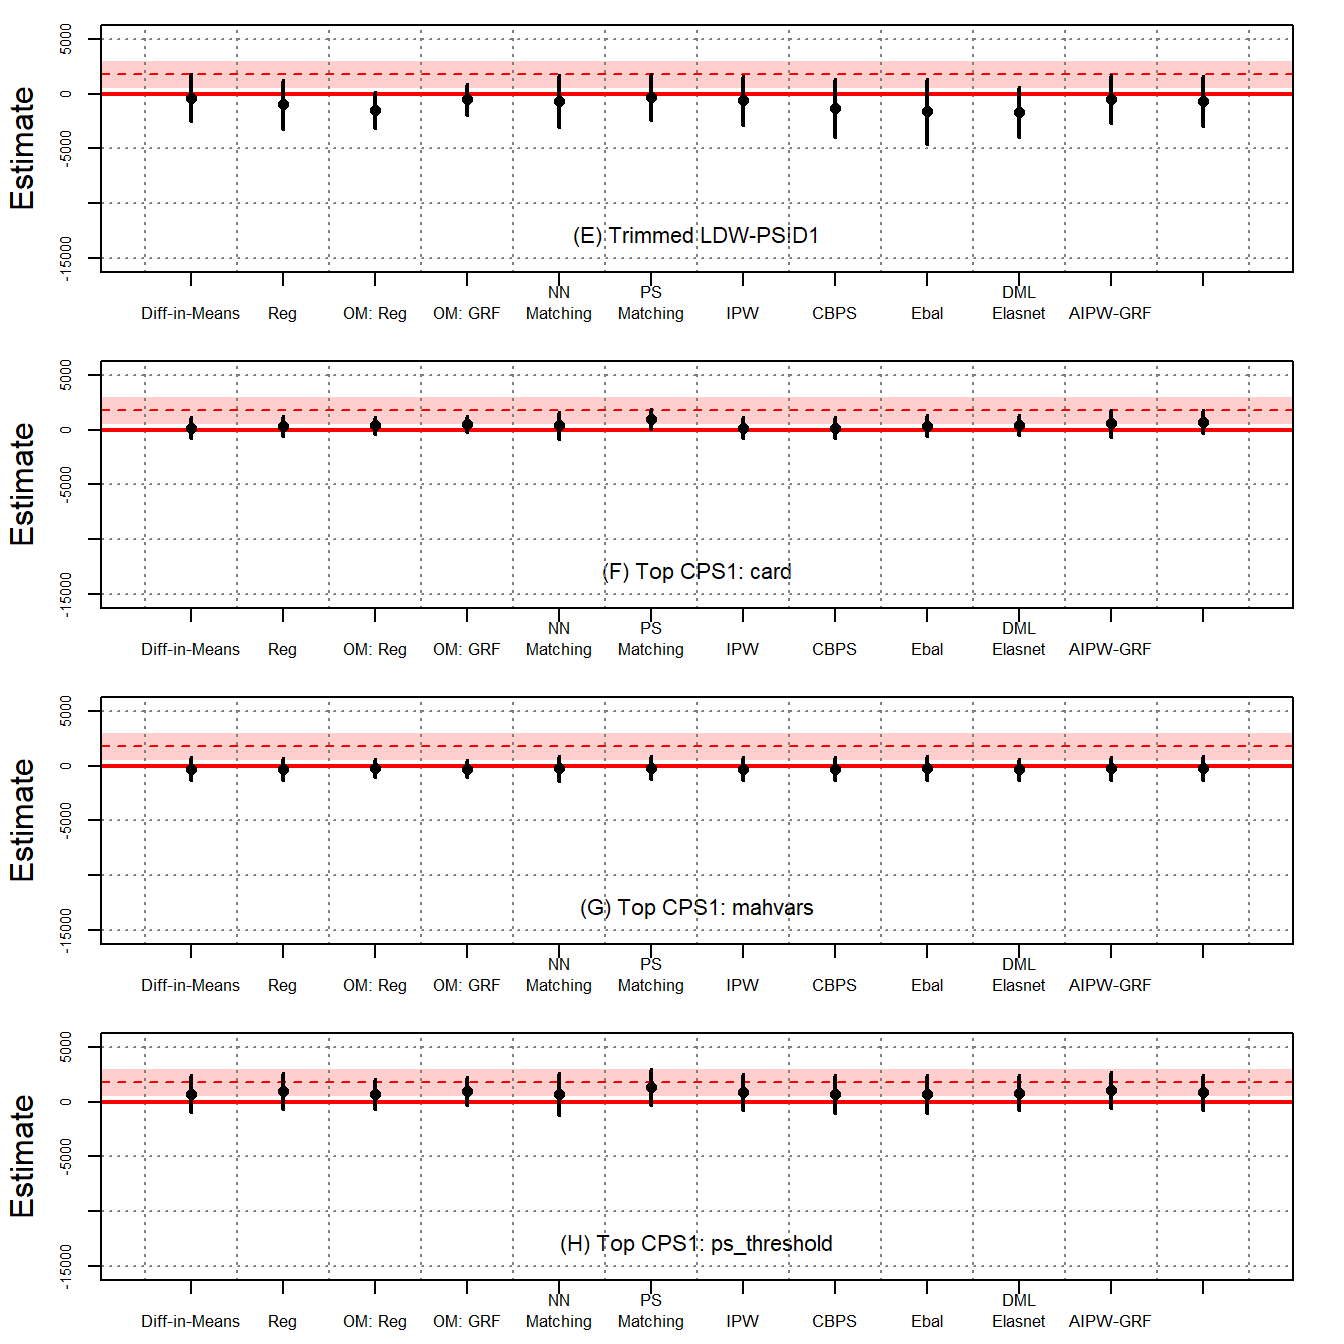 Estimate
5000
0
-5000
-15000
(E) Trimmed LDW-PSID1
NN PS DML
Diff-in-Means Reg OM: Reg OM: GRF Matching Matching IPW CBPS Ebal Elasnet AIPW-GRF
Estimate
5000
0
-5000
-15000
(F) Top CPS1: card
NN PS DML
Diff-in-Means Reg OM: Reg OM: GRF Matching Matching IPW CBPS Ebal Elasnet AIPW-GRF
Estimate
5000
0
-5000
-15000
(G) Top CPS1: mahvars
NN PS DML
Diff-in-Means Reg OM: Reg OM: GRF Matching Matching IPW CBPS Ebal Elasnet AIPW-GRF
Estimate
5000
0
-5000
-15000
(H) Top CPS1: ps_threshold
NN PS DML
Diff-in-Means Reg OM: Reg OM: GRF Matching Matching IPW CBPS Ebal Elasnet AIPW-GRF